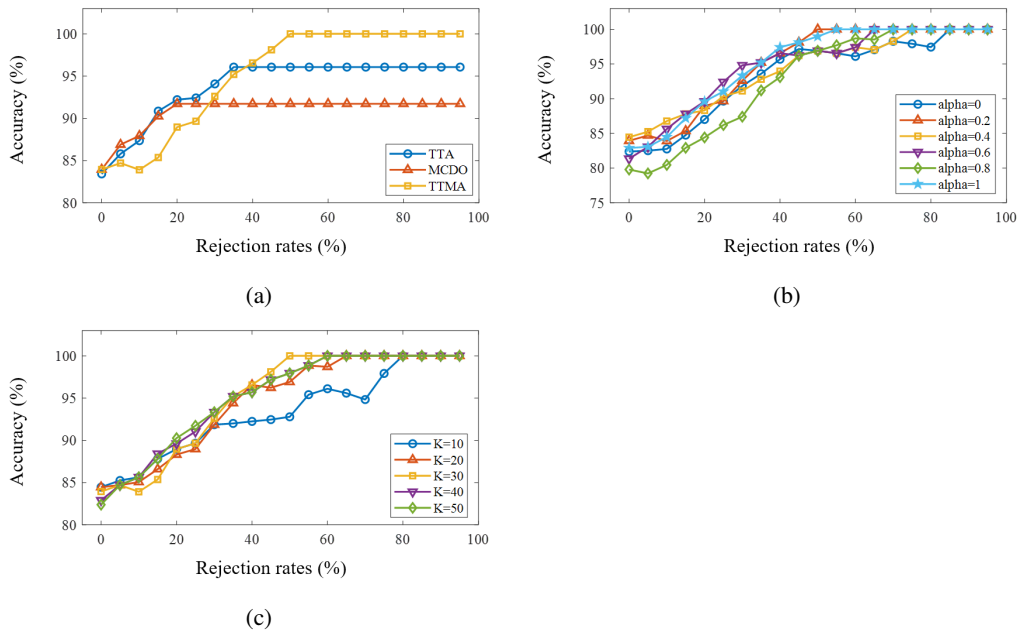 100
95
90
85
80
Accuracy (%)
0
20
40
60
80
100
Rejection rates (%)
TTA
MCDO
TTMA
(a)
100
95
90
85
80
75
Accuracy (%)
0
20
40
60
80
100
Rejection rates (%)
alpha=0
alpha=0.2
alpha=0.4
alpha=0.6
alpha=0.8
alpha=1
(b)
100
95
90
85
80
Accuracy (%)
0
20
40
60
80
100
Rejection rates (%)
K=10
K=20
K=30
K=40
K=50
(c)